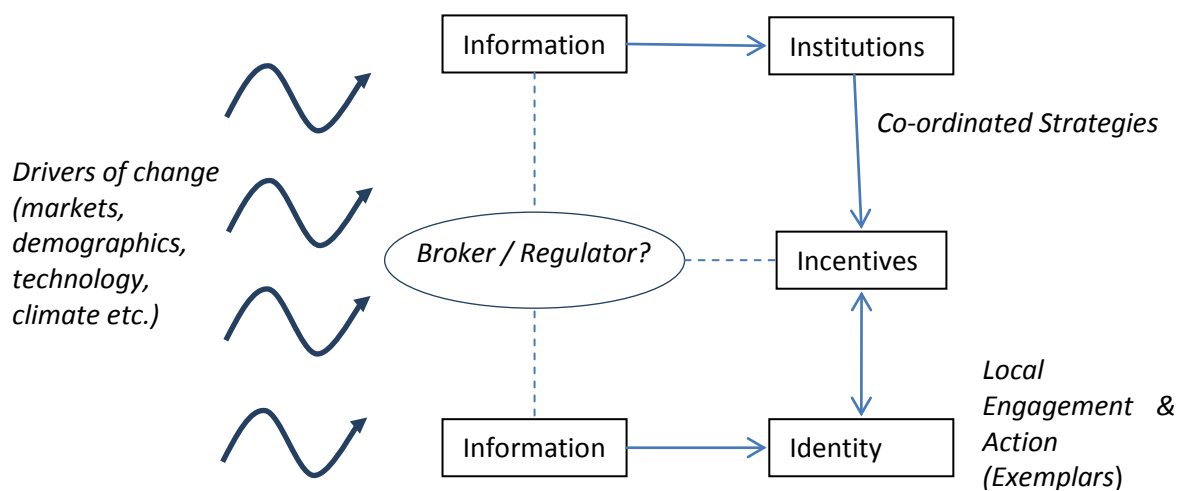 Information
Institutions
Co-ordinated Strategies
Drivers of change
(markets,
demographics,
technology,
climate etc.)
Broker / Regulator?
Incentives
Local
Engagement &
Action
(Exemplars)
Information
Identity